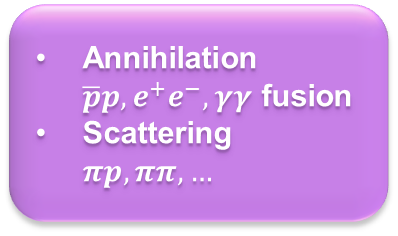 • Annihilation
p̅p, e⁺e⁻, γγ fusion
• Scattering
πp, ππ, ...